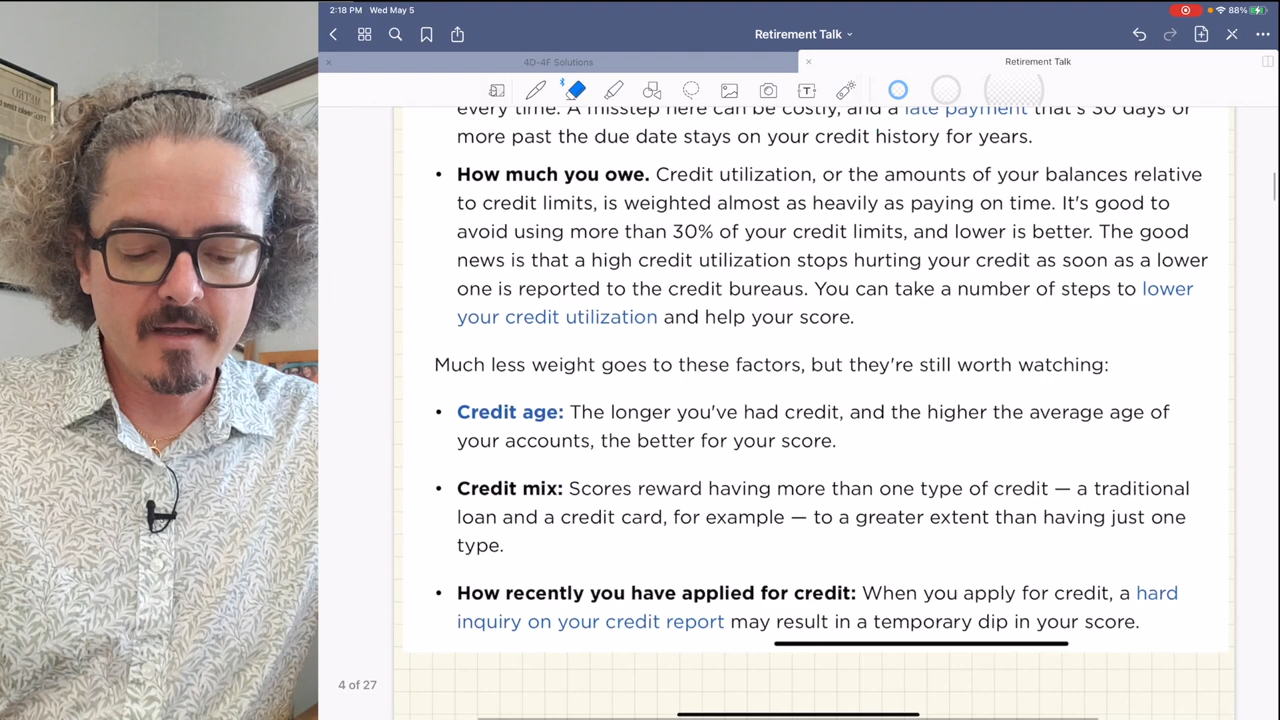 2:18 PM Wed May 5
88%
Retirement Talk
4D-4F Solutions
Retirement Talk
every time. A misstep here can be costly, and a late payment that's 30 days or
more past the due date stays on your credit history for years.
• How much you owe. Credit utilization, or the amounts of your balances relative
to credit limits, is weighted almost as heavily as paying on time. It's good to
avoid using more than 30% of your credit limits, and lower is better. The good
news is that a high credit utilization stops hurting your credit as soon as a lower
one is reported to the credit bureaus. You can take a number of steps to lower
your credit utilization and help your score.
Much less weight goes to these factors, but they're still worth watching:
• Credit age: The longer you've had credit, and the higher the average age of
your accounts, the better for your score.
• Credit mix: Scores reward having more than one type of credit — a traditional
loan and a credit card, for example — to a greater extent than having just one
type.
• How recently you have applied for credit: When you apply for credit, a hard
inquiry on your credit report may result in a temporary dip in your score.
4 of 27